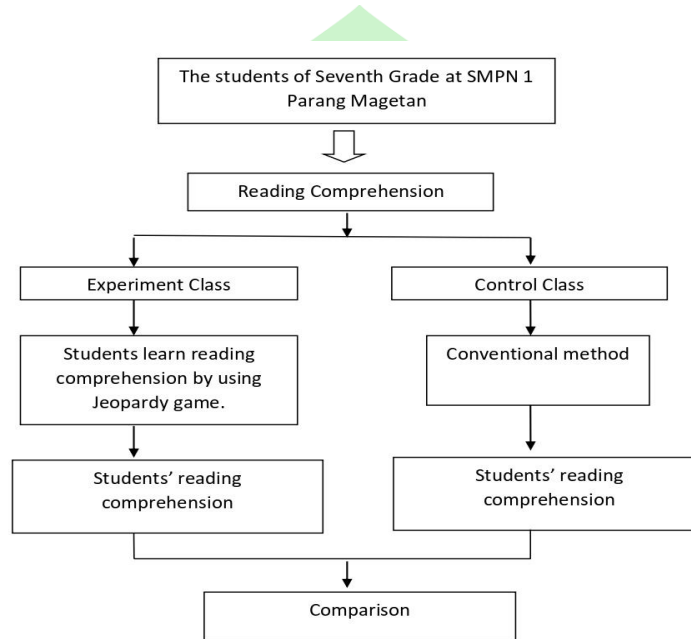 The students of Seventh Grade at SMPN 1
Parang Magetan
Reading Comprehension
Experiment Class
Control Class
Students learn reading
comprehension by using
Jeopardy game.
Conventional method
Students’ reading
comprehension
Students’ reading
comprehension
Comparison